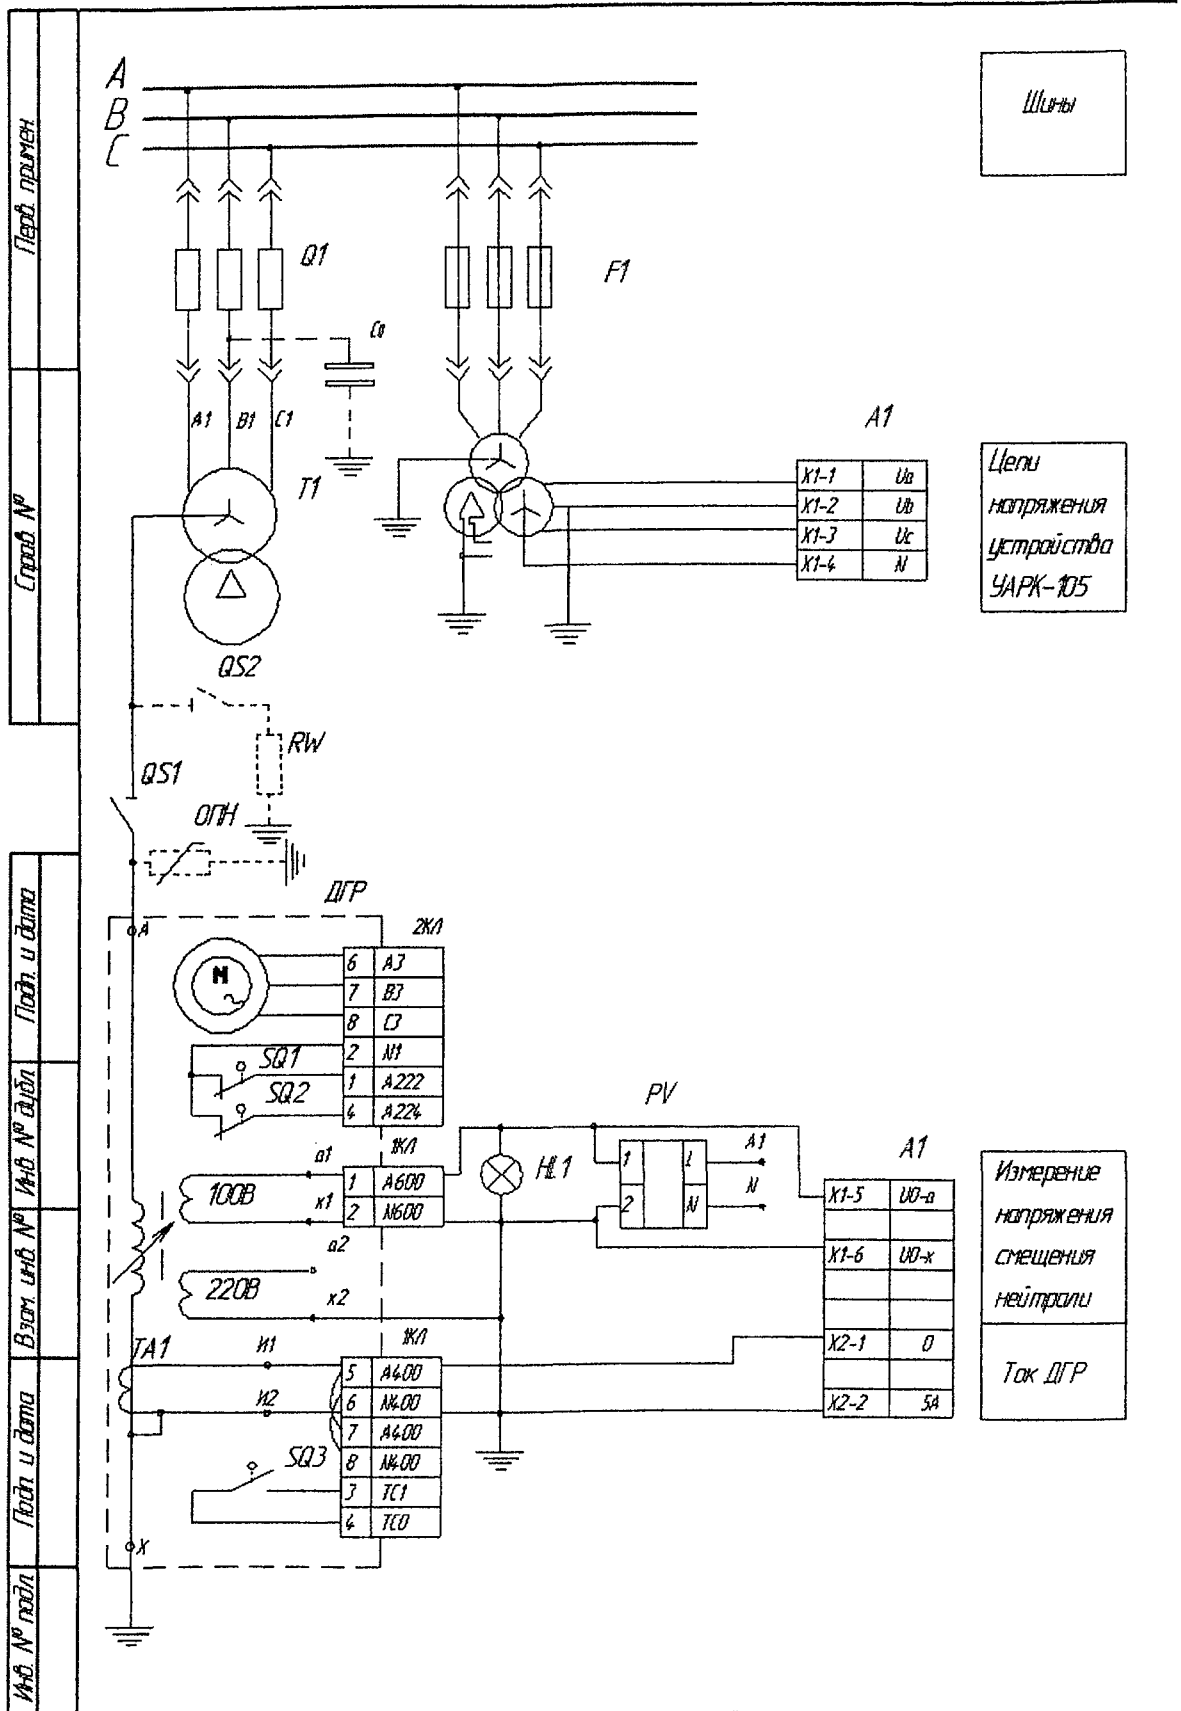 Перв. примен.
Справ. №
Подп. и дата
Инв. № дубл
Взам. инв. №
Подп. и дата
Инв. № подл
A
B
C
Шины
Q1
F1
C0
A1
B1
C1
T1
A1
X1-1 Ua
X1-2 Ub
X1-3 Uc
X1-4 N
Цепи
напряжения
устройства
УАРК-105
QS2
RW
QS1
ОПН
ДГР
A
2КЛ
M
6 A3
7 B3
8 C3
2 N1
1 A222
4 A224
SQ1
SQ2
1КЛ
a1
1 A600
x1
2 N600
100В
a2
220В
x2
HL1
PV
1 L
2 N
A1
N
A1
X1-5 U0-a
X1-6 U0-x
X2-1 0
X2-2 5A
Измерение
напряжения
смещения
нейтрали
Ток ДГР
TA1
И1
И2
1КЛ
5 A400
6 N400
7 A400
8 N400
3 TC1
4 TC0
SQ3
X